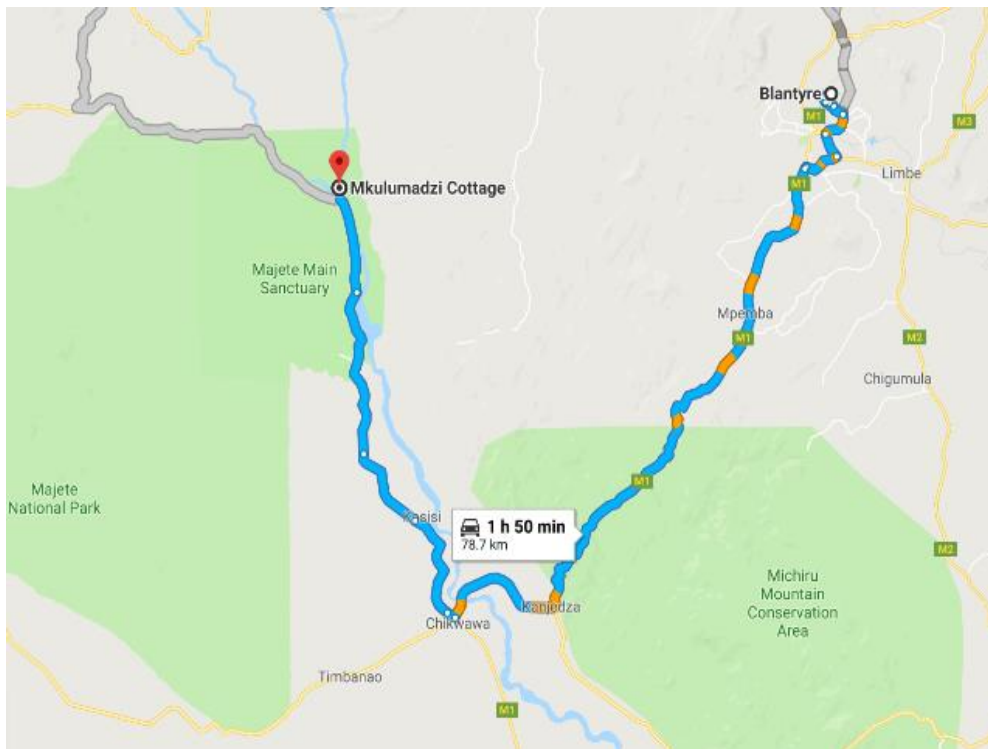 Blantyre
M1
M3
Limbe
M1
Mkulumadzi Cottage
Majete Main
Sanctuary
Mpemba
M1
M2
Chigumula
Majete
National Park
M1
Kasisi
1 h 50 min
78.7 km
M2
Michiru
Mountain
Conservation
Area
Kanjedza
Chikwawa
Timbanao
M1